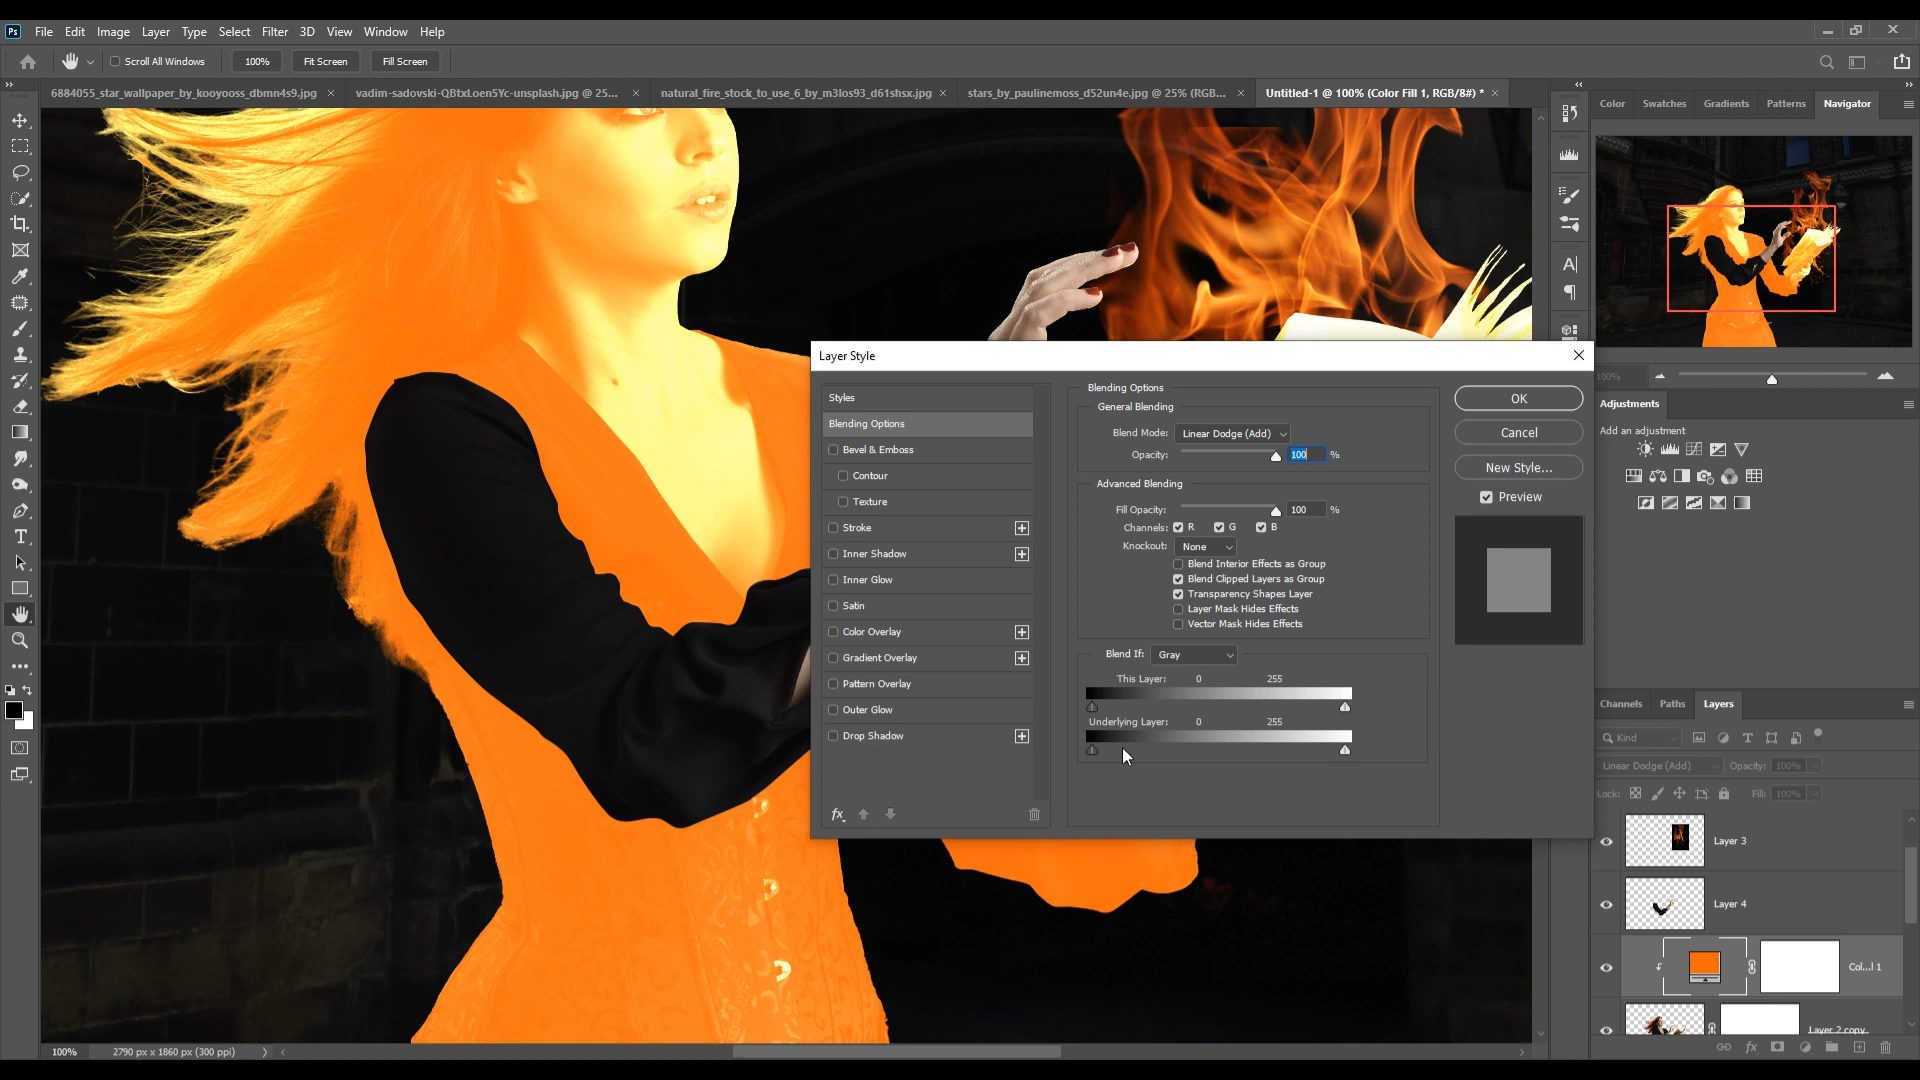 Ps File Edit Image Layer Type Select Filter 3D View Window Help
Scroll All Windows 100% Fit Screen Fill Screen
6884055_star_wallpaper_by_kooyooss_dbmn4s9.jpg × vadim-sadovski-QBtxLoen5Yc-unsplash.jpg @ 25... × natural_fire_stock_to_use_6_by_m3los93_d61shsx.jpg × stars_by_paulinemoss_d52un4e.jpg @ 25% (RGB... × Untitled-1 @ 100% (Color Fill 1, RGB/8#) * ×
Color Swatches Gradients Patterns Navigator
100%
Adjustments
Add an adjustment
Layer Style
Styles
Blending Options
Bevel & Emboss
Contour
Texture
Stroke
Inner Shadow
Inner Glow
Satin
Color Overlay
Gradient Overlay
Pattern Overlay
Outer Glow
Drop Shadow
fx
Blending Options
General Blending
Blend Mode: Linear Dodge (Add)
Opacity: 100 %
Advanced Blending
Fill Opacity: 100 %
Channels: R G B
Knockout: None
Blend Interior Effects as Group
Blend Clipped Layers as Group
Transparency Shapes Layer
Layer Mask Hides Effects
Vector Mask Hides Effects
Blend If: Gray
This Layer: 0 255
Underlying Layer: 0 255
OK
Cancel
New Style...
Preview
Channels Paths Layers
Kind
Linear Dodge (Add) Opacity: 100%
Lock: Fill: 100%
Layer 3
Layer 4
Col...l 1
Layer 2 copy
fx
100% 2790 px x 1860 px (300 ppi)